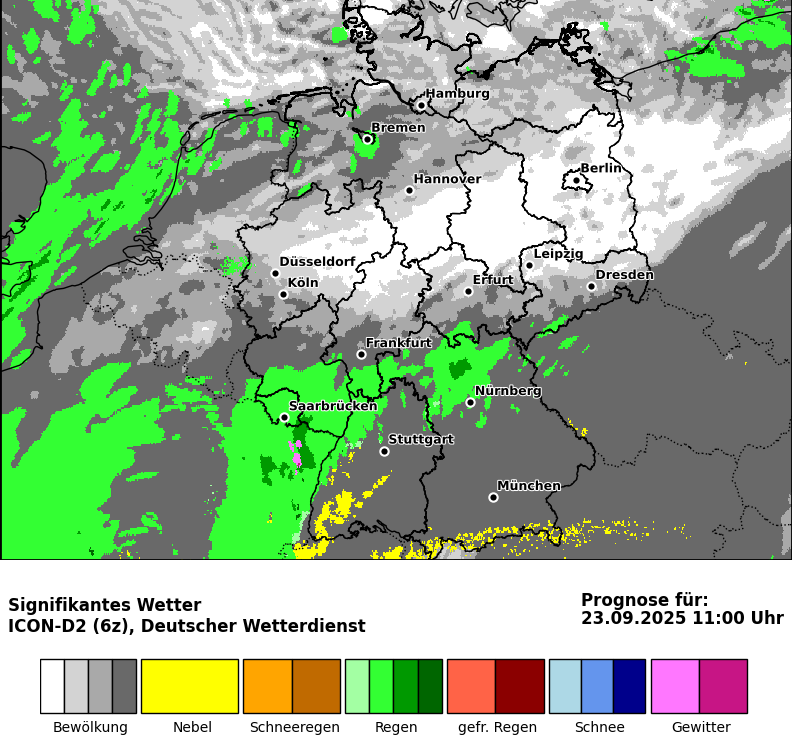 Hamburg
Bremen
Berlin
Hannover
Leipzig
Düsseldorf
Dresden
Köln
Erfurt
Frankfurt
Nürnberg
Saarbrücken
Stuttgart
München
Signifikantes Wetter
ICON-D2 (6z), Deutscher Wetterdienst
Prognose für:
23.09.2025 11:00 Uhr
Bewölkung
Nebel
Schneeregen
Regen
gefr. Regen
Schnee
Gewitter